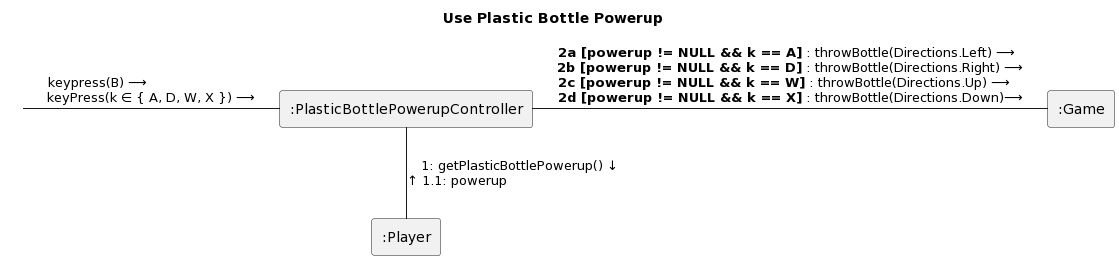 Use Plastic Bottle Powerup
keypress(B) ⟶
keyPress(k ∈ { A, D, W, X }) ⟶
2a [powerup != NULL && k == A] : throwBottle(Directions.Left) ⟶
2b [powerup != NULL && k == D] : throwBottle(Directions.Right) ⟶
2c [powerup != NULL && k == W] : throwBottle(Directions.Up) ⟶
2d [powerup != NULL && k == X] : throwBottle(Directions.Down)⟶
:PlasticBottlePowerupController
:Game
1: getPlasticBottlePowerup() ↓
↑ 1.1: powerup
:Player